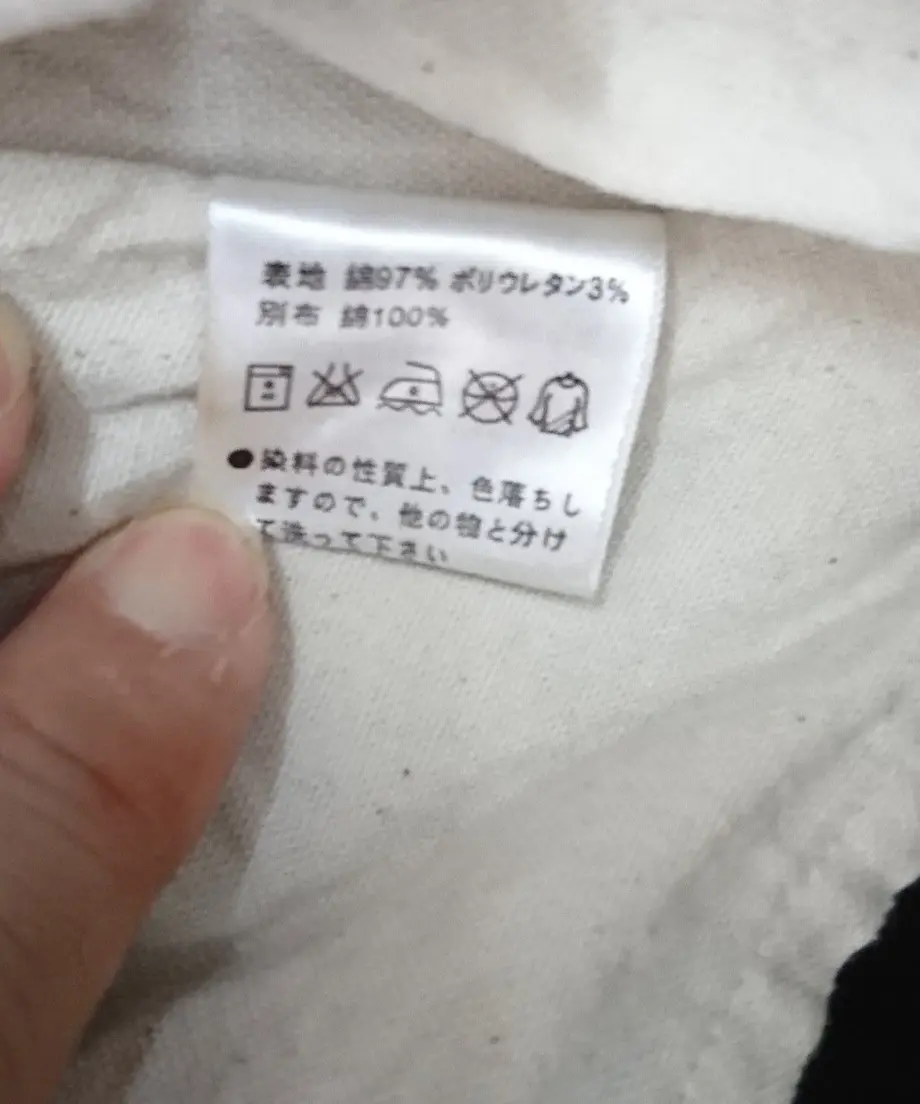 表地 綿97% ポリウレタン3%
別布 綿100%
●染料の性質上、色落ちし
ますので、他の物と分け
て洗って下さい